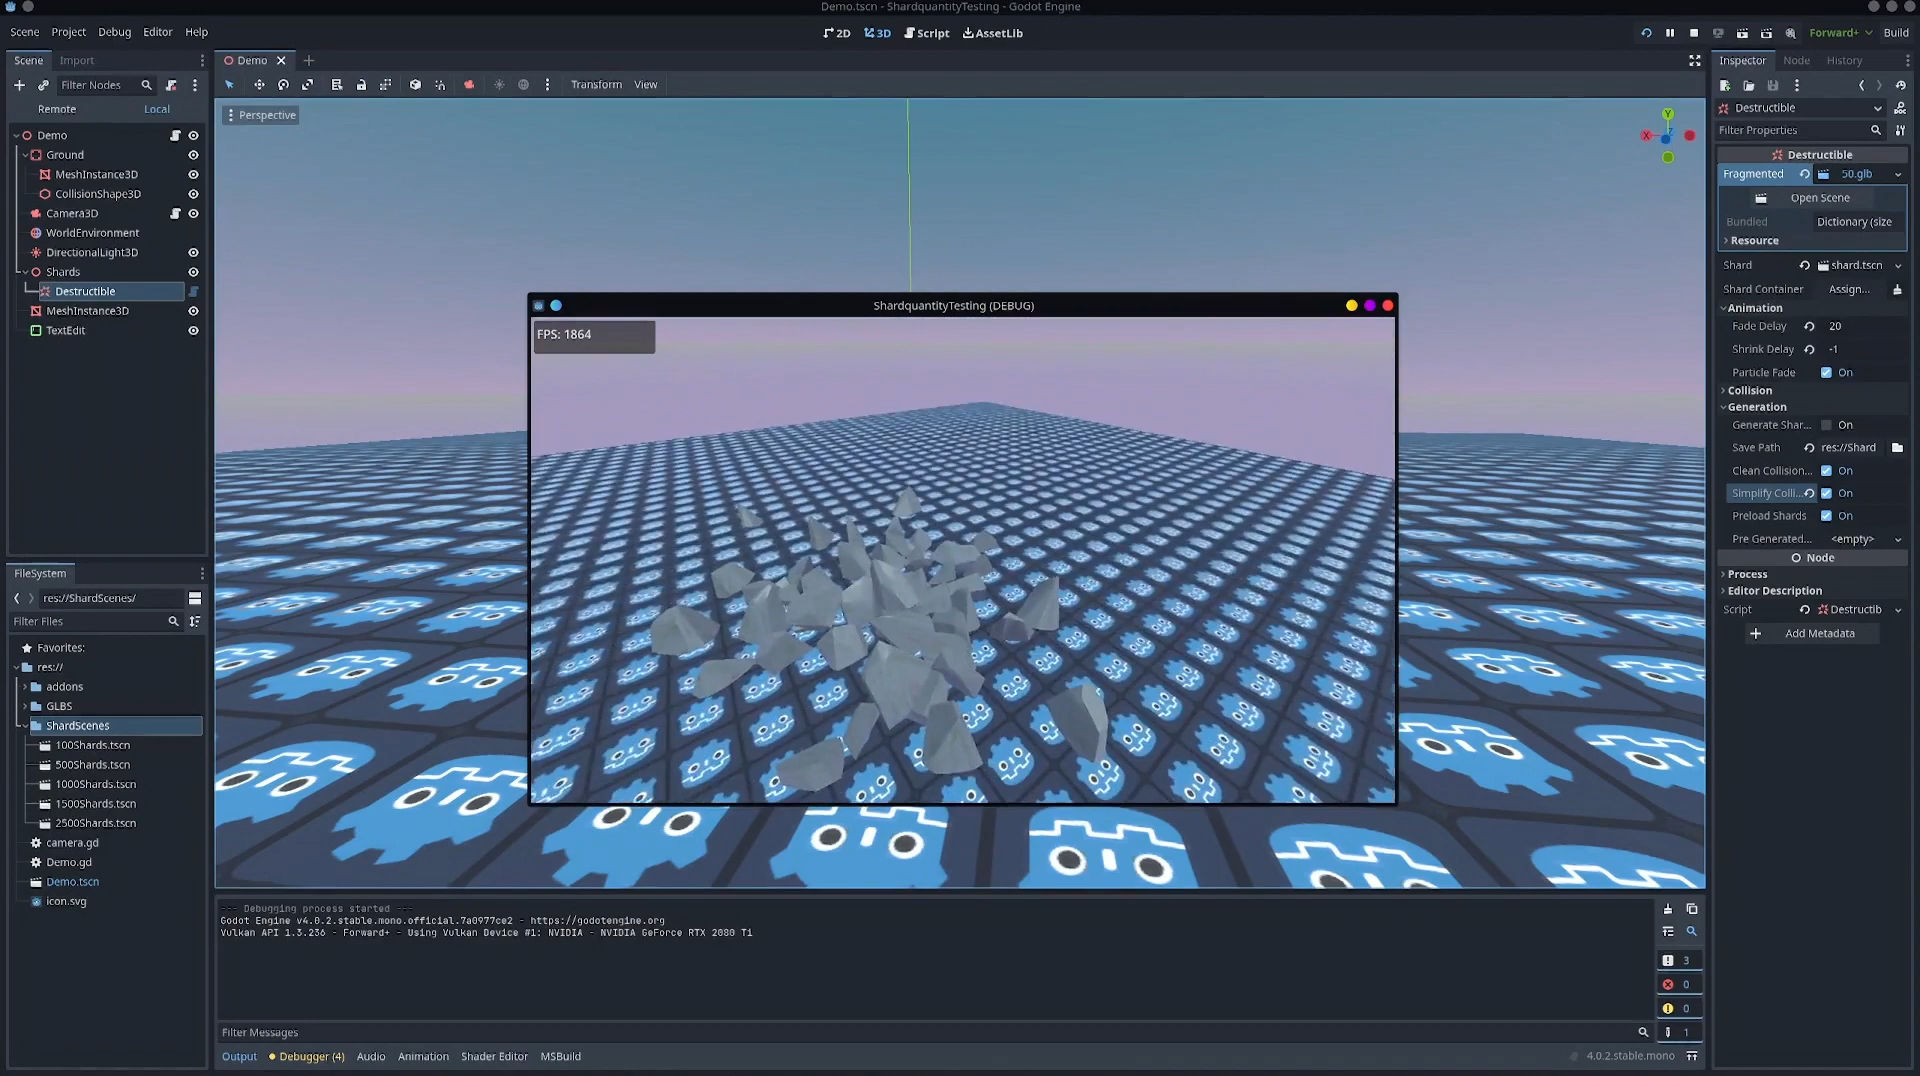 Demo.tscn - ShardquantityTesting - Godot Engine
Scene Project Debug Editor Help
2D 3D Script AssetLib
Forward+ Build
Scene Import
Filter Nodes
Remote Local
Demo
Ground
MeshInstance3D
CollisionShape3D
Camera3D
WorldEnvironment
DirectionalLight3D
Shards
Destructible
MeshInstance3D
TextEdit
FileSystem
res://ShardScenes/
Filter Files
Favorites:
res://
addons
GLBS
ShardScenes
100Shards.tscn
500Shards.tscn
1000Shards.tscn
1500Shards.tscn
2500Shards.tscn
camera.gd
Demo.gd
Demo.tscn
icon.svg
Demo
Transform View
Perspective
Y
X
Z
ShardquantityTesting (DEBUG)
FPS: 1864
--- Debugging process started ---
Godot Engine v4.0.2.stable.mono.official.7a0977ce2 - https://godotengine.org
Vulkan API 1.3.236 - Forward+ - Using Vulkan Device #1: NVIDIA - NVIDIA GeForce RTX 2080 Ti
3
0
0
1
Filter Messages
Output Debugger (4) Audio Animation Shader Editor MSBuild
4.0.2.stable.mono
Inspector Node History
Destructible
Filter Properties
Destructible
Fragmented 50.glb
Open Scene
Bundled Dictionary (size
Resource
Shard shard.tscn
Shard Container Assign...
Animation
Fade Delay 20
Shrink Delay -1
Particle Fade On
Collision
Generation
Generate Shar... On
Save Path res://Shard
Clean Collision... On
Simplify Colli... On
Preload Shards On
Pre Generated... <empty>
Node
Process
Editor Description
Script Destructib
Add Metadata